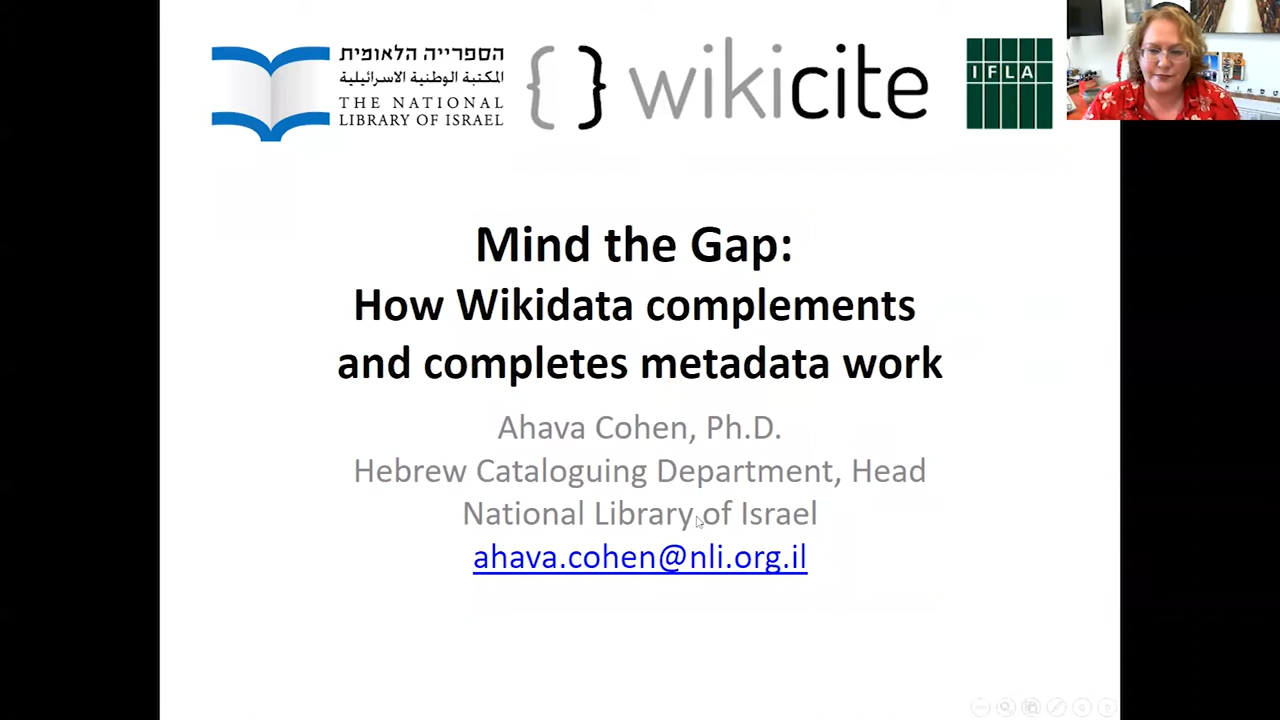 הספרייה הלאומית
المكتبة الوطنية الاسرائيلية
THE NATIONAL
LIBRARY OF ISRAEL
{ } wikicite
IFLA
Mind the Gap:
How Wikidata complements
and completes metadata work
Ahava Cohen, Ph.D.
Hebrew Cataloguing Department, Head
National Library of Israel
ahava.cohen@nli.org.il